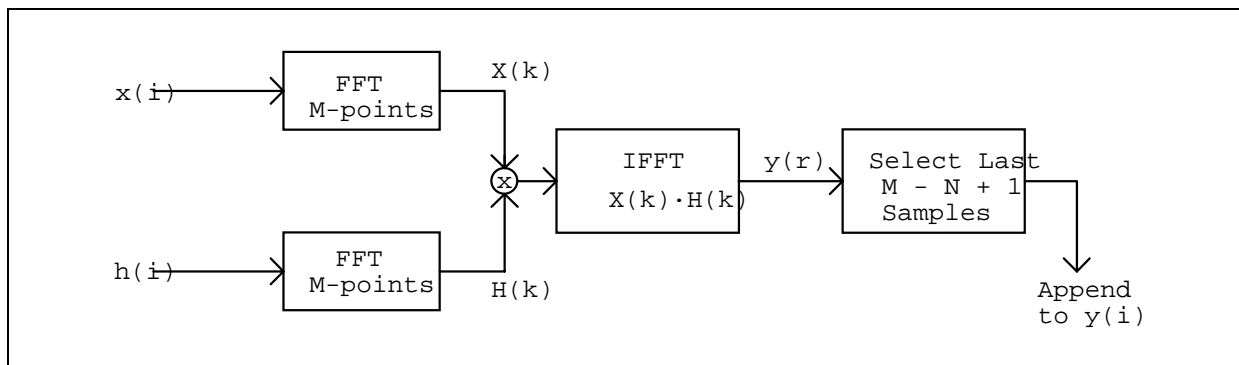 x(i)
FFT
M-points
X(k)
h(i)
FFT
M-points
H(k)
x
IFFT
X(k)·H(k)
y(r)
Select Last
M - N + 1
Samples
Append
to y(i)